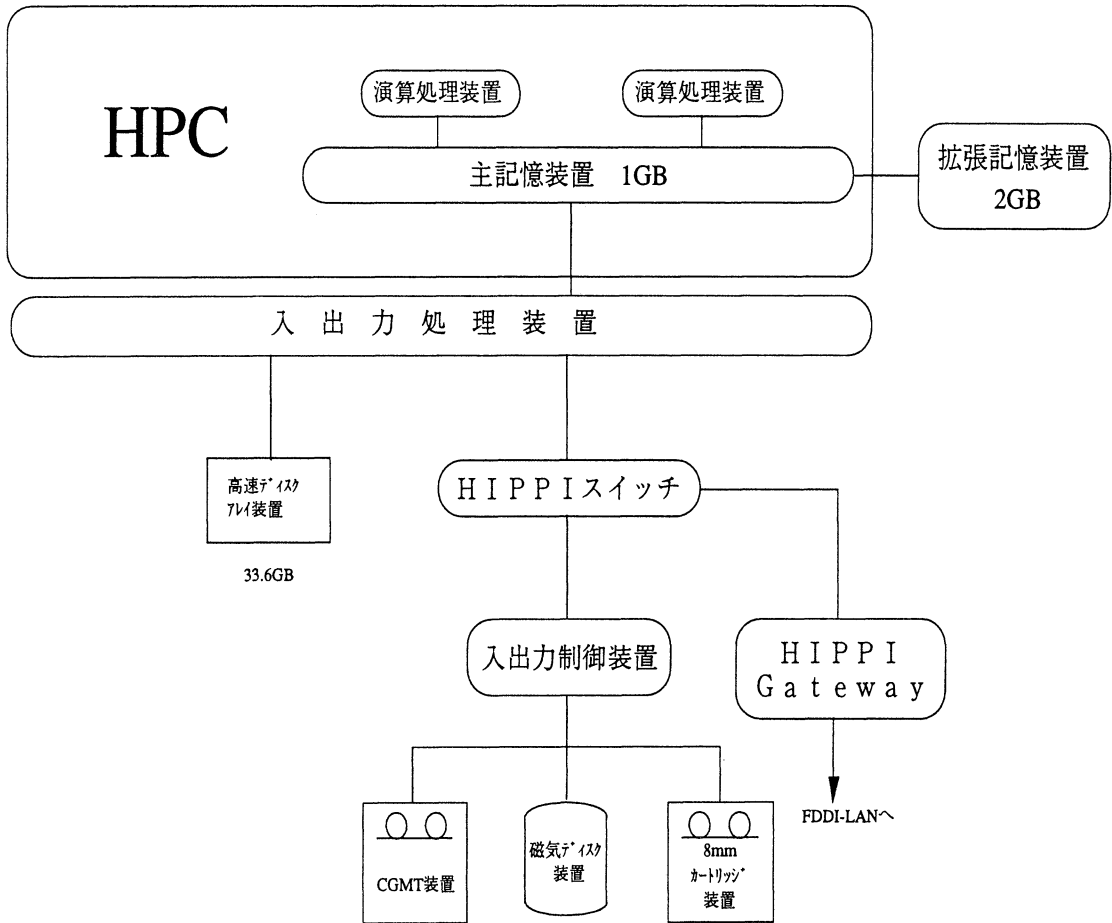 演算処理装置
演算処理装置
HPC
主記憶装置 1GB
拡張記憶装置
2GB
入出力処理装置
高速ディスク
アレイ装置
33.6GB
HIPPIスイッチ
入出力制御装置
HIPPI
Gateway
FDDI-LANへ
CGMT装置
磁気ディスク
装置
8mm
カートリッジ
装置